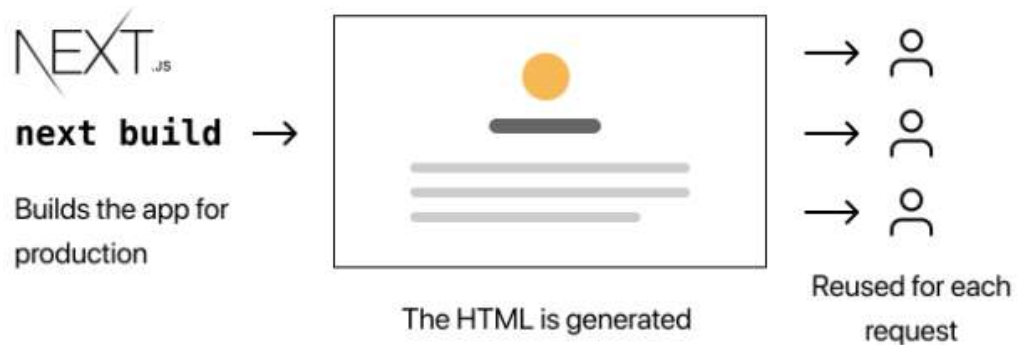 NEXT.JS
next build
Builds the app for
production
The HTML is generated
Reused for each
request